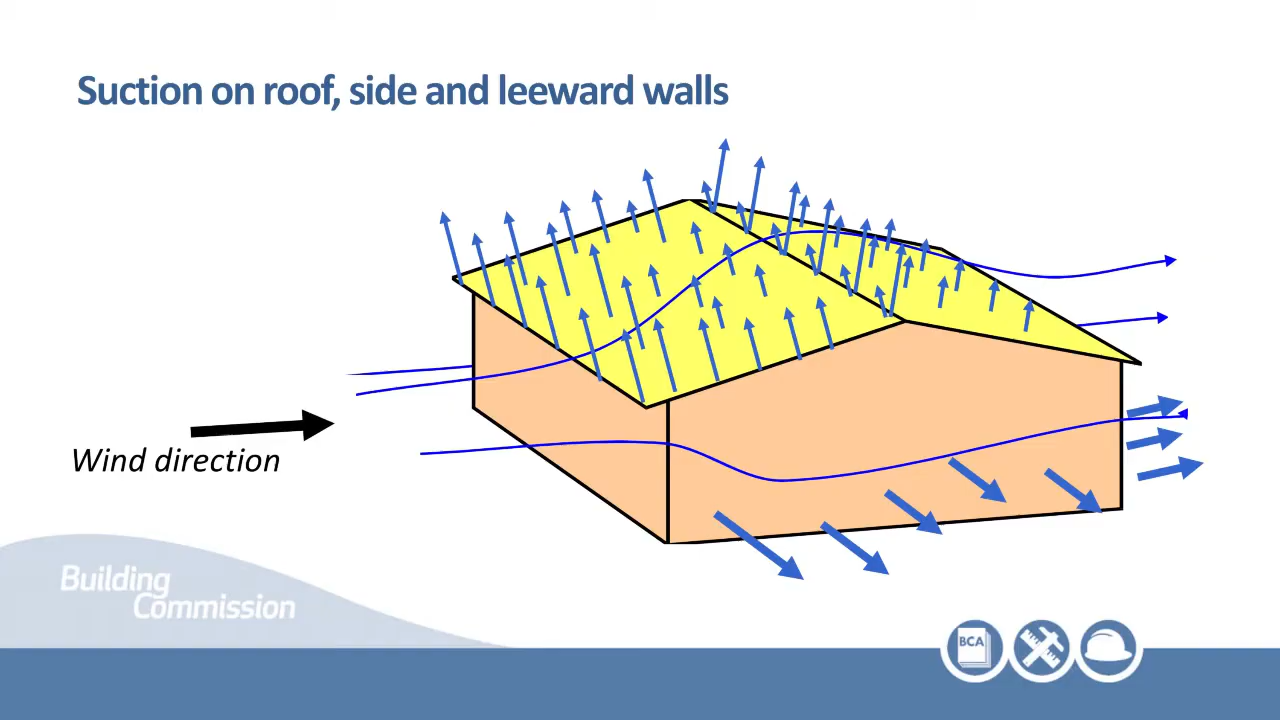 Suction on roof, side and leeward walls
Wind direction
Building
Commission
BCA